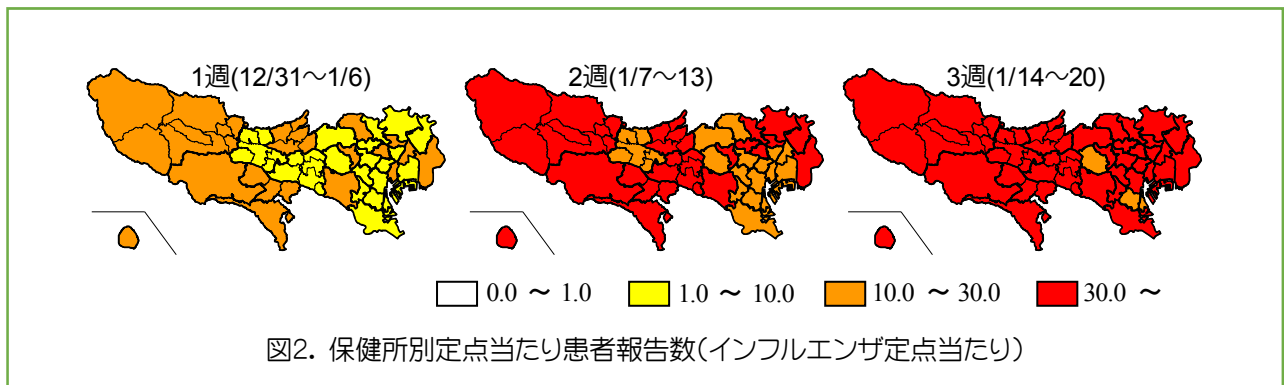 1週(12/31～1/6)
2週(1/7～13)
3週(1/14～20)
0.0 ～ 1.0
1.0 ～ 10.0
10.0 ～ 30.0
30.0 ～
図2. 保健所別定点当たり患者報告数(インフルエンザ定点当たり)